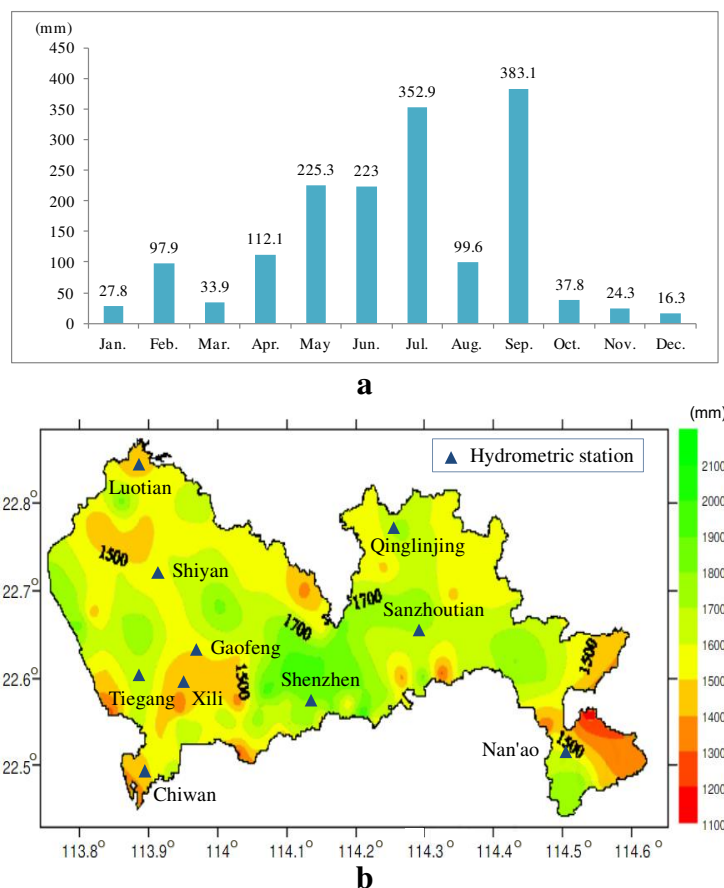 (mm)
450
400
350
300
250
200
150
100
50
0
27.8
97.9
33.9
112.1
225.3
223
352.9
99.6
383.1
37.8
24.3
16.3
Jan. Feb. Mar. Apr. May Jun. Jul. Aug. Sep. Oct. Nov. Dec.
a
(mm)
Hydrometric station
Luotian
Qinglinjing
1500
Shiyan
1700
Sanzhoutian
1700
Gaofeng
1500
Shenzhen
1500
Tiegang Xili
Nan'ao
1500
Chiwan
22.8°
22.7°
22.6°
22.5°
113.8° 113.9° 114° 114.1° 114.2° 114.3° 114.4° 114.5° 114.6°
2100
2000
1900
1800
1700
1600
1500
1400
1300
1200
1100
b